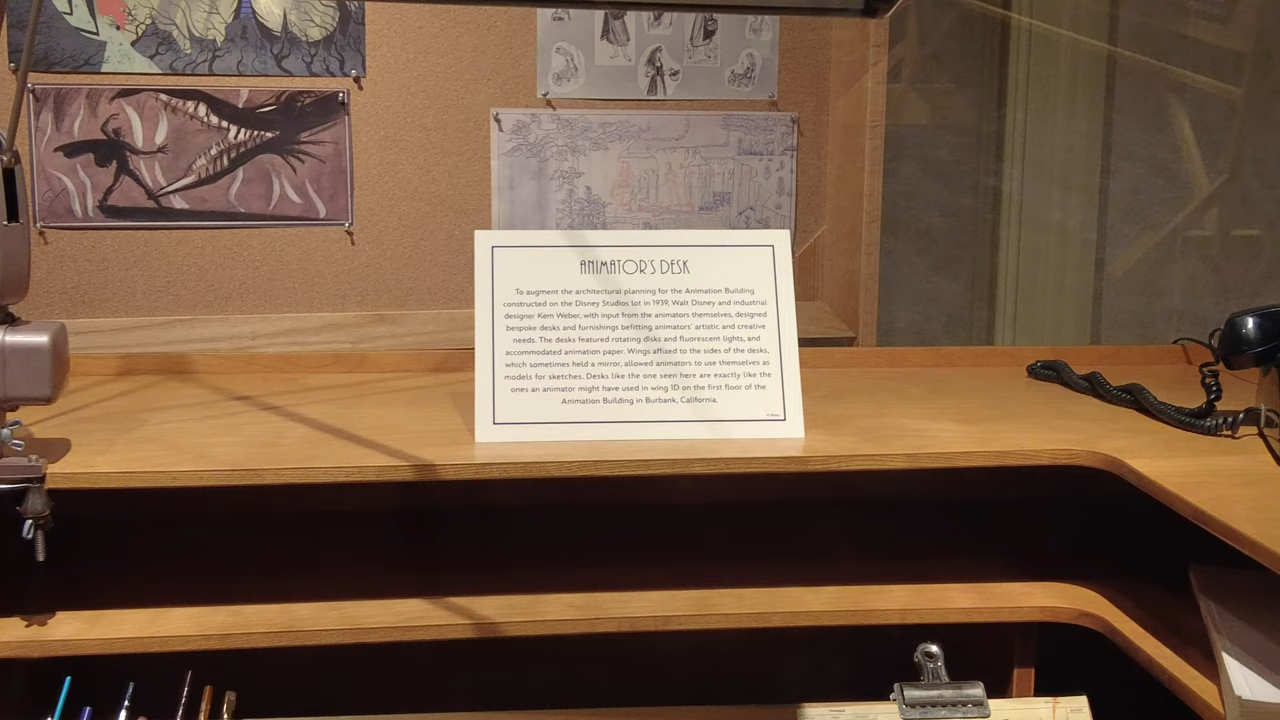 ANIMATOR'S DESK
To augment the architectural planning for the Animation Building
constructed on the Disney Studios lot in 1939, Walt Disney and industrial
designer Kem Weber, with input from the animators themselves, designed
bespoke desks and furnishings befitting animators' artistic and creative
needs. The desks featured rotating disks and fluorescent lights, and
accommodated animation paper. Wings affixed to the sides of the desks,
which sometimes held a mirror, allowed animators to use themselves as
models for sketches. Desks like the one seen here are exactly like the
ones an animator might have used in wing 1D on the first floor of the
Animation Building in Burbank, California.
© Disney